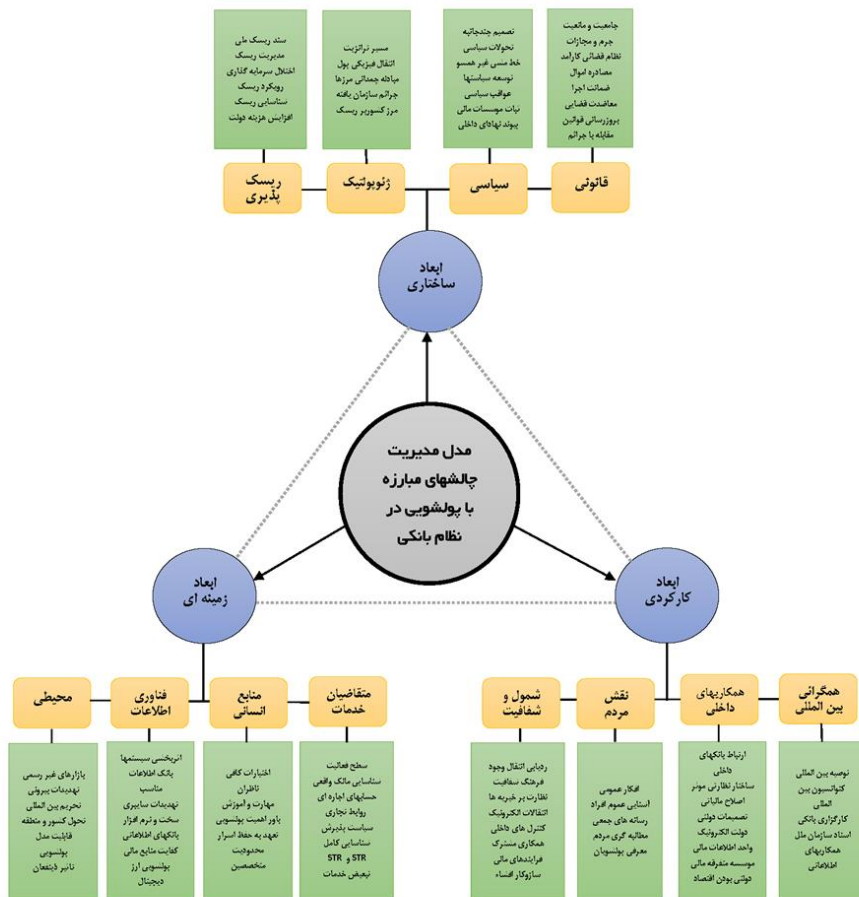 جامعیت و مانعیت
جرم و مجازات
نظام قضائی کارآمد
مصادره اموال
ضمانت اجرا
معاضدت قضایی
بروزرسانی قوانین
مقابله با جرائم
تصمیم چندجانبه
تحولات سیاسی
خط مشی غیر همسو
توسعه سیاستها
عواقب سیاسی
ثبات موسسات مالی
پیوند نهادای داخلی
مسیر ترانزیت
انتقال فیزیکی پول
مبادله چمدانی مرزها
جرائم سازمان یافته
مرز کشورپر ریسک
سند ریسک ملی
مدیریت ریسک
اختلال سرمایه گذاری
رویکرد ریسک
شناسایی ریسک
افزایش هزینه دولت
قانونی
سیاسی
ژئوپولتیک
ریسک
پذیری
ابعاد
ساختاری
مدل مدیریت
چالشهای مبارزه
با پولشویی در
نظام بانکی
ابعاد
کارکردی
ابعاد
زمینه ای
همگرائی
بین المللی
همکاریهای
داخلی
نقش
مردم
شمول و
شفافیت
متقاضیان
خدمات
منابع
انسانی
فناوری
اطلاعات
محیطی
توصیه بین المللی
کنوانسیون بین
المللی
کارگزاری بانکی
اسناد سازمان ملل
همکاریهای
اطلاعاتی
ارتباط بانکهای
داخلی
ساختار نظارتی موثر
اصلاح مالیاتی
تصمیمات دولتی
دولت الکترونیک
واحد اطلاعات مالی
موسسه متفرقه مالی
دولتی بودن اقتصاد
افکار عمومی
آشنایی عموم افراد
رسانه های جمعی
مطالبه گری مردم
معرفی پولشویان
ردیابی انتقال وجود
فرهنگ شفافیت
نظارت بر خیریه ها
انتقالات الکترونیک
کنترل های داخلی
همکاری مشترک
فرایندهای مالی
سازوکار افشاء
سطح فعالیت
شناسایی مالک واقعی
حسابهای اجاره ای
روابط تجاری
سیاست پذیرش
شناسایی کامل
STR و STR
تبعیض خدمات
اختیارات کافی
ناظران
مهارت و آموزش
باور اهمیت پولشویی
تعهد به حفظ اسرار
محدودیت
متخصصین
اثربخشی سیستمها
بانک اطلاعات
مناسب
تهدیدات سایبری
سخت و نرم افزار
بانکهای اطلاعاتی
کفایت منابع مالی
پولشویی ارز
دیجیتال
بازارهای غیر رسمی
تهدیدات بیرونی
تحریم بین المللی
تحول کشور و منطقه
قابلیت مدل
پولشویی
تاثیر ذینفعان